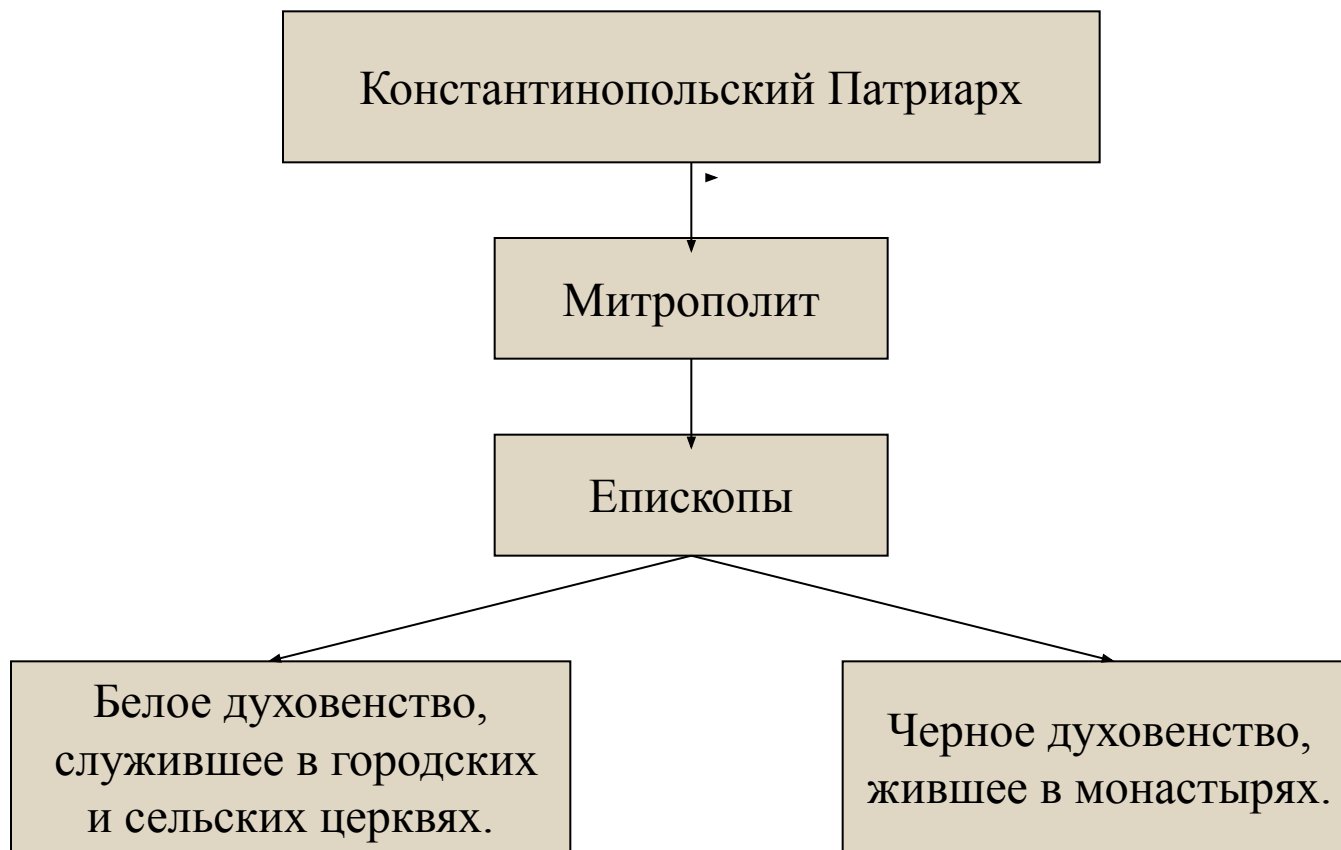 Константинопольский Патриарх
Митрополит
Епископы
Белое духовенство,
служившее в городских
и сельских церквях.
Черное духовенство,
жившее в монастырях.